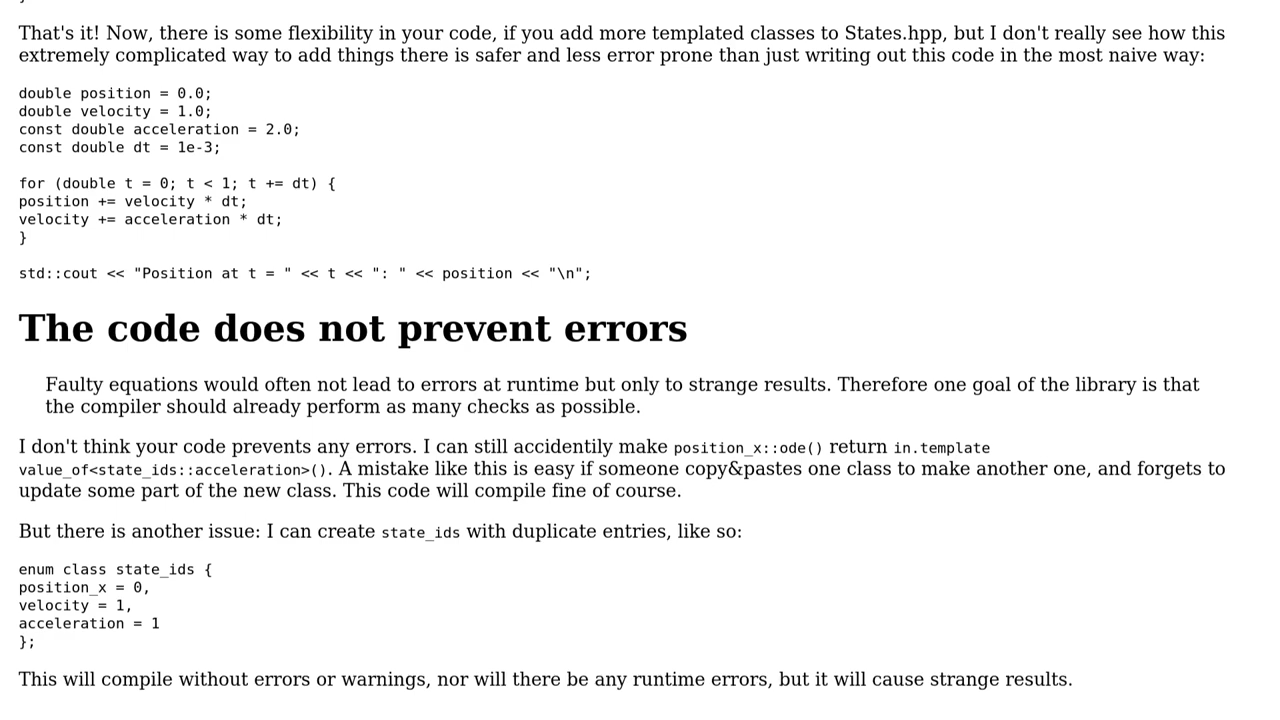 That's it! Now, there is some flexibility in your code, if you add more templated classes to States.hpp, but I don't really see how this
extremely complicated way to add things there is safer and less error prone than just writing out this code in the most naive way:
double position = 0.0;
double velocity = 1.0;
const double acceleration = 2.0;
const double dt = 1e-3;
for (double t = 0; t < 1; t += dt) {
position += velocity * dt;
velocity += acceleration * dt;
}
std::cout << "Position at t = " << t << ": " << position << "\n";
The code does not prevent errors
Faulty equations would often not lead to errors at runtime but only to strange results. Therefore one goal of the library is that
the compiler should already perform as many checks as possible.
I don't think your code prevents any errors. I can still accidentily make position_x::ode() return in.template
value_of<state_ids::acceleration>(). A mistake like this is easy if someone copy&pastes one class to make another one, and forgets to
update some part of the new class. This code will compile fine of course.
But there is another issue: I can create state_ids with duplicate entries, like so:
enum class state_ids {
position_x = 0,
velocity = 1,
acceleration = 1
};
This will compile without errors or warnings, nor will there be any runtime errors, but it will cause strange results.